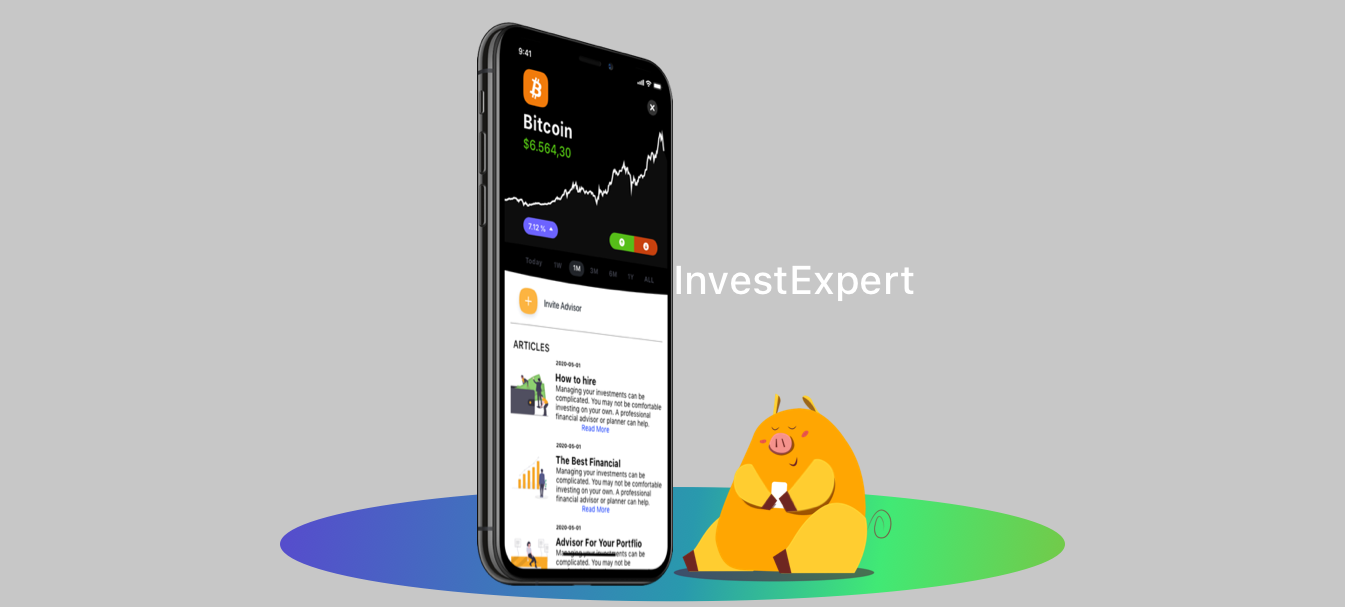 9:41
Bitcoin
$6.564,30
7.12 %
Today 1W 1M 3M 6M 1Y ALL
InvestExpert
Invite Advisor
ARTICLES
2020-05-01
How to hire
Managing your investments can be
complicated. You may not be comfortable
investing on your own. A professional
financial advisor or planner can help.
Read More
2020-05-01
The Best Financial
Managing your investments can be
complicated. You may not be comfortable
investing on your own. A professional
financial advisor or planner can help.
Read More
2020-05-01
Advisor For Your Portflio
Managing your investments can be
complicated. You may not be